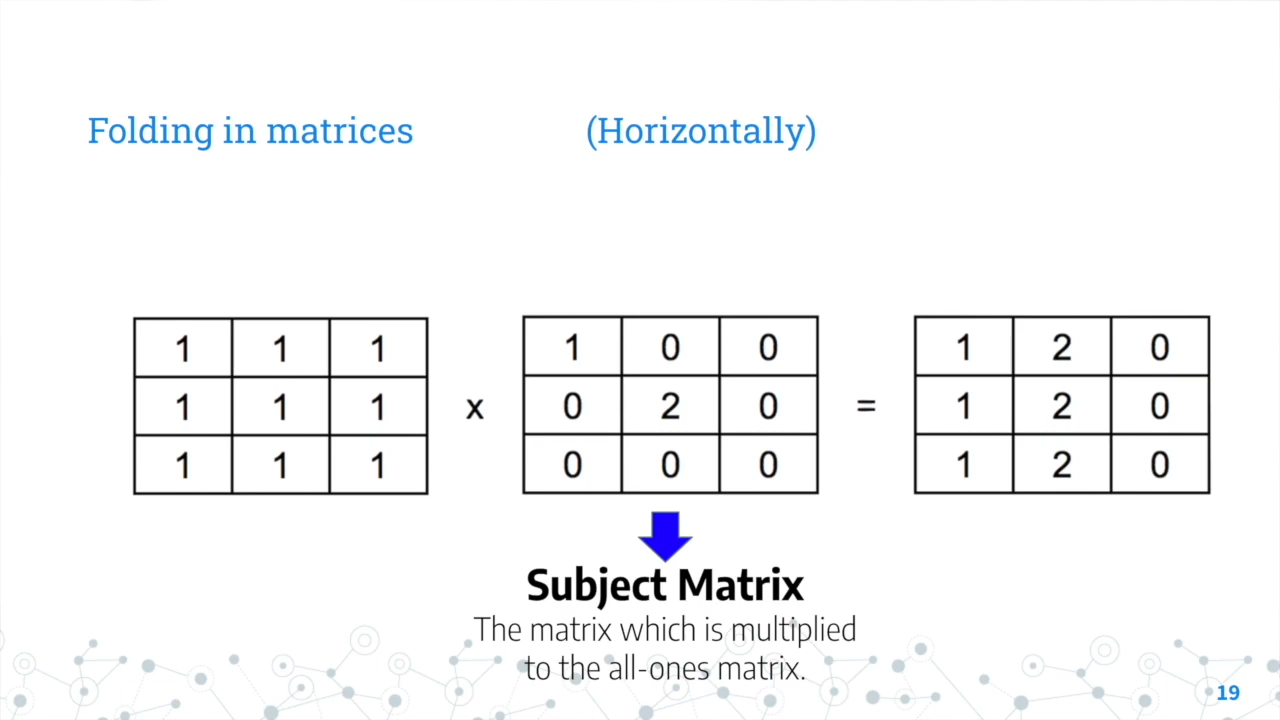 Folding in matrices (Horizontally)
1 1 1 1 0 0 1 2 0
1 1 1 x 0 2 0 = 1 2 0
1 1 1 0 0 0 1 2 0
Subject Matrix
The matrix which is multiplied
to the all-ones matrix.
19